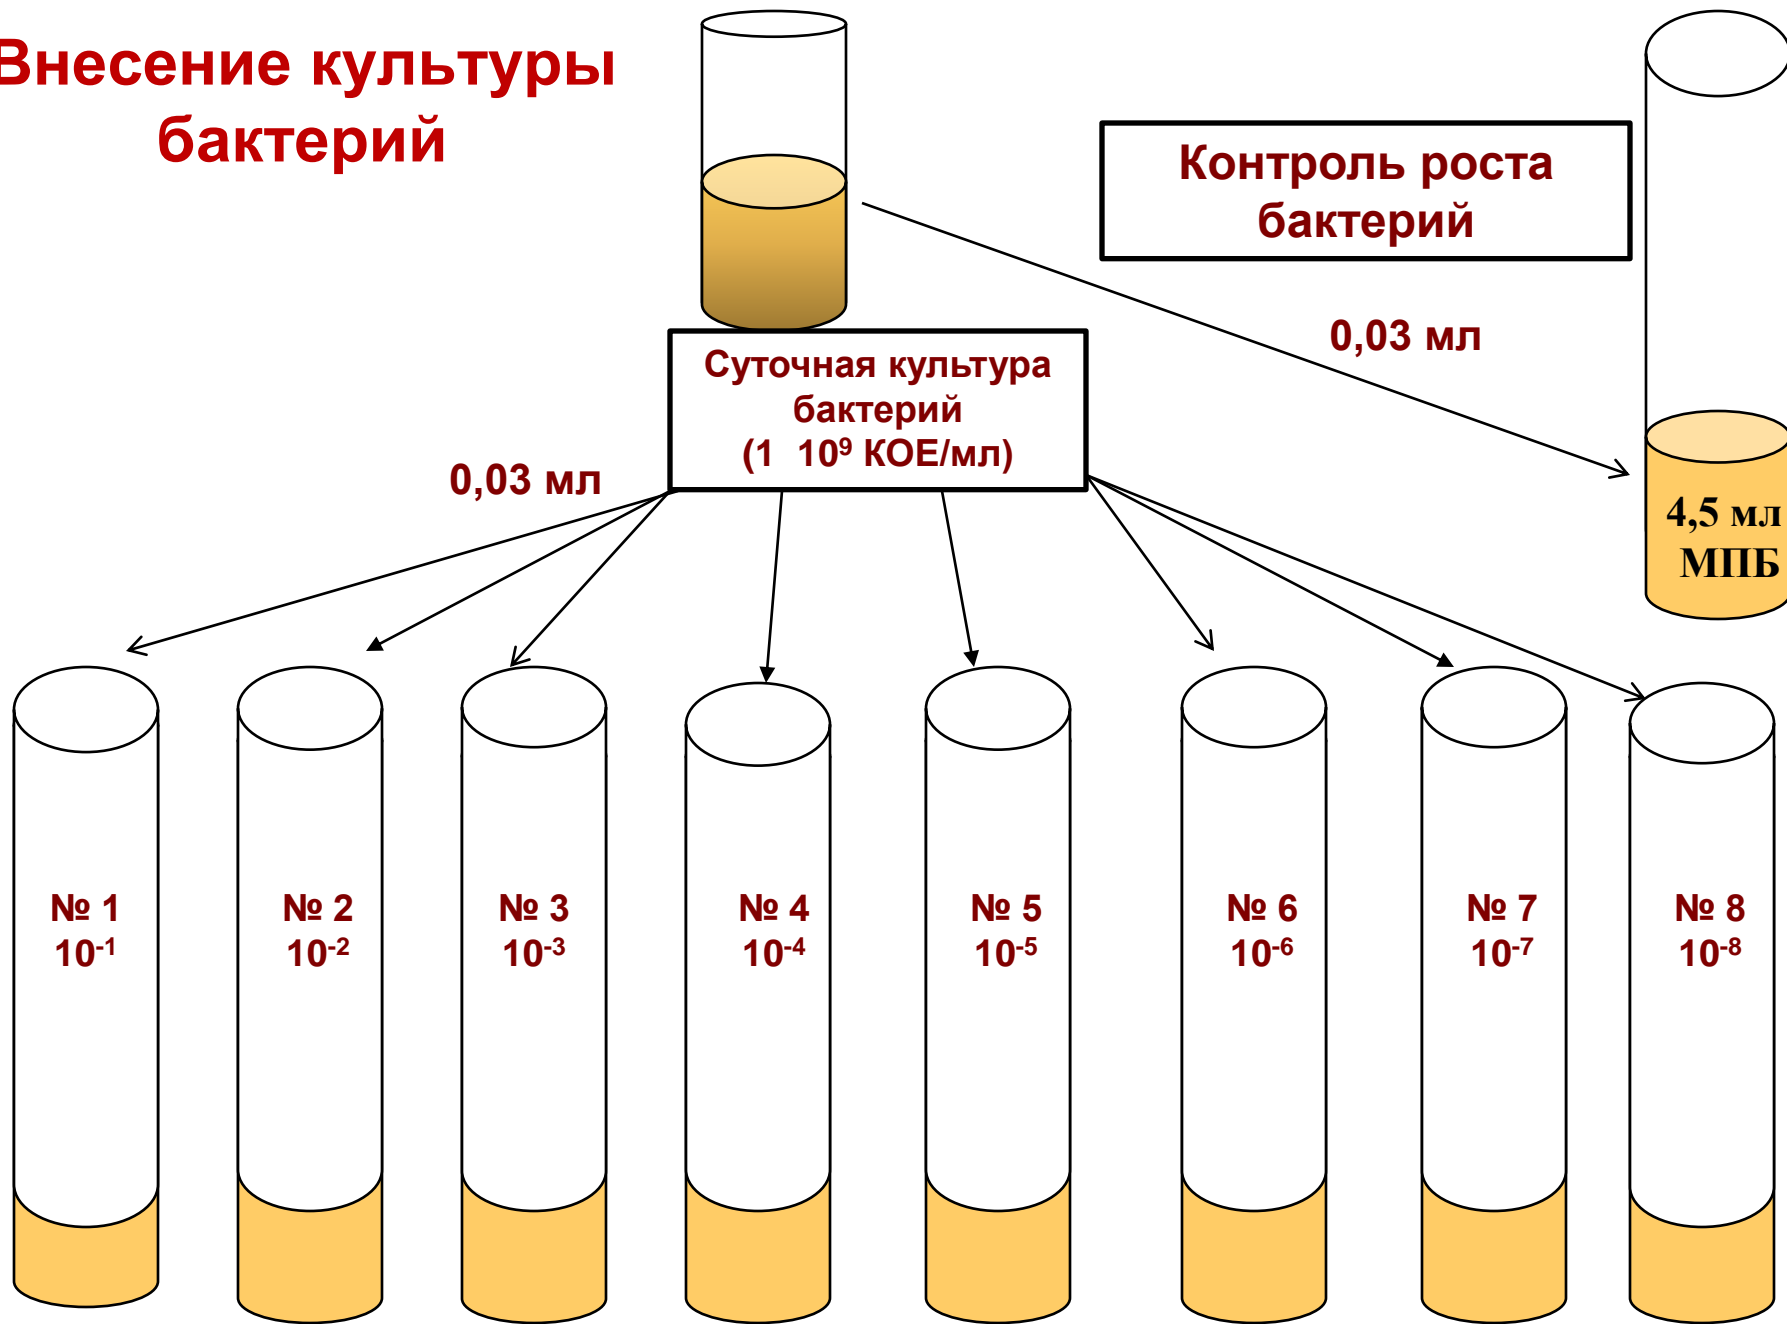 Внесение культуры
бактерий
Контроль роста
бактерий
0,03 мл
Суточная культура
бактерий
(1  10⁹ КОЕ/мл)
0,03 мл
4,5 мл
МПБ
№ 1
10⁻¹
№ 2
10⁻²
№ 3
10⁻³
№ 4
10⁻⁴
№ 5
10⁻⁵
№ 6
10⁻⁶
№ 7
10⁻⁷
№ 8
10⁻⁸